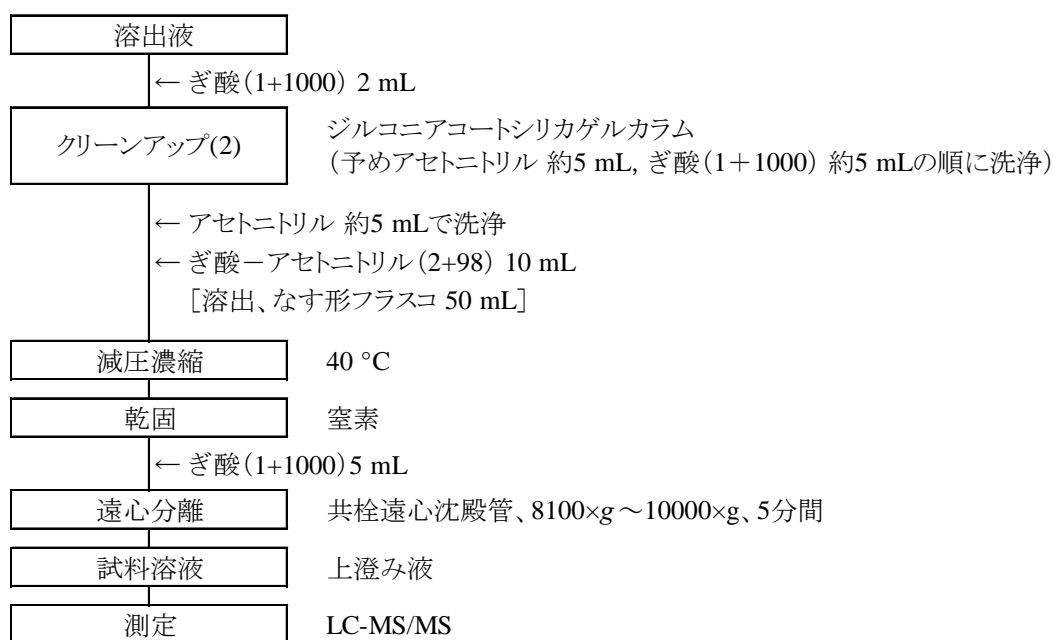 溶出液
← ぎ酸(1+1000) 2 mL
クリーンアップ(2)
ジルコニアコートシリカゲルカラム
(予めアセトニトリル 約5 mL, ぎ酸(1+1000) 約5 mLの順に洗浄)
← アセトニトリル 約5 mLで洗浄
← ぎ酸-アセトニトリル(2+98) 10 mL
[溶出、なす形フラスコ 50 mL]
減圧濃縮 40 °C
乾固 窒素
← ぎ酸(1+1000)5 mL
遠心分離 共栓遠心沈殿管、8100×g～10000×g、5分間
試料溶液 上澄み液
測定 LC-MS/MS